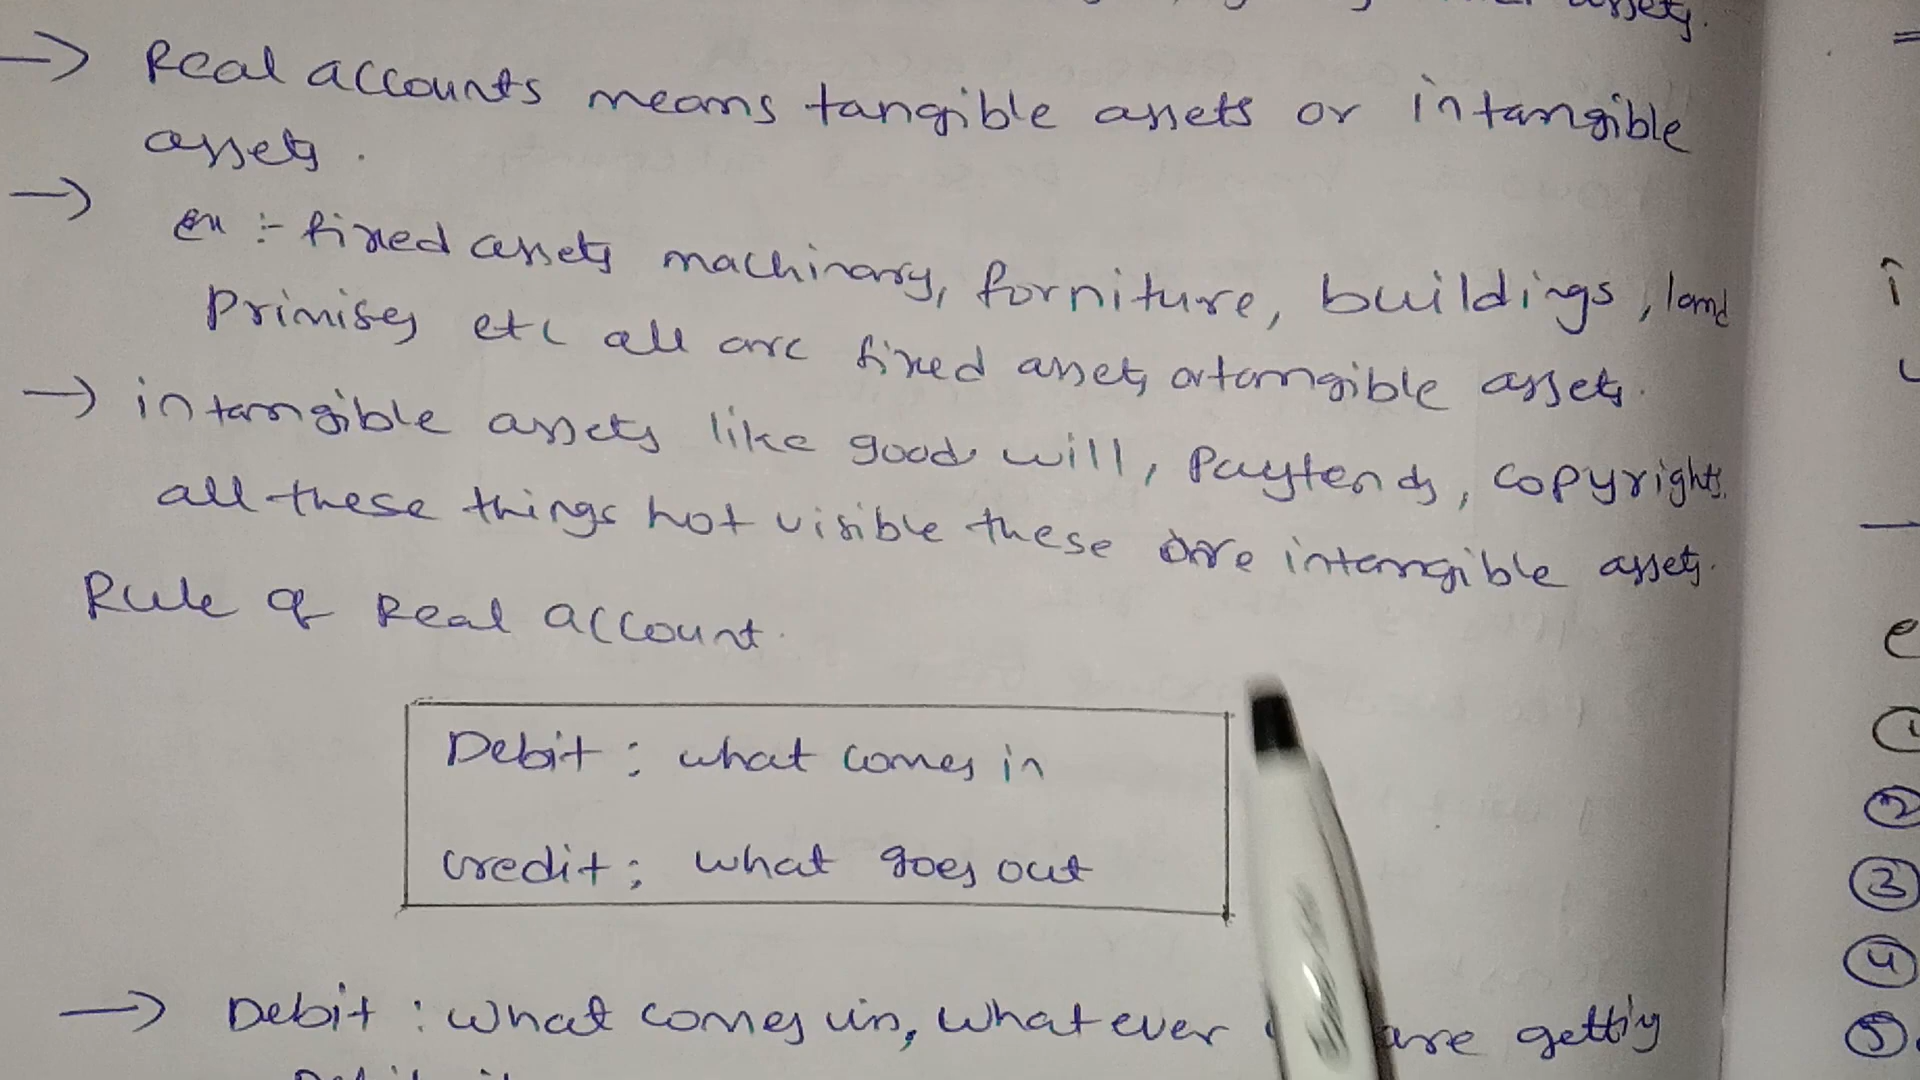 assets.
→ Real accounts means tangible assets or intangible
assets.
→ ex :- fixed assets machinary, forniture, buildings, land
Primises etc all are fixed assets or tangible assets.
→ intangible assets like good will, Paytends, copyrights.
all these things not visible these are intangible assets.
Rule of Real account.
Debit : what comes in
credit : what goes out
→ Debit : what comes in, what ever are getting